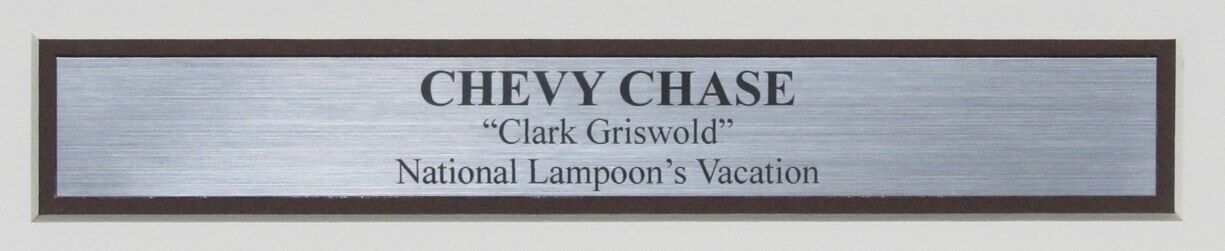 CHEVY CHASE
“Clark Griswold”
National Lampoon’s Vacation